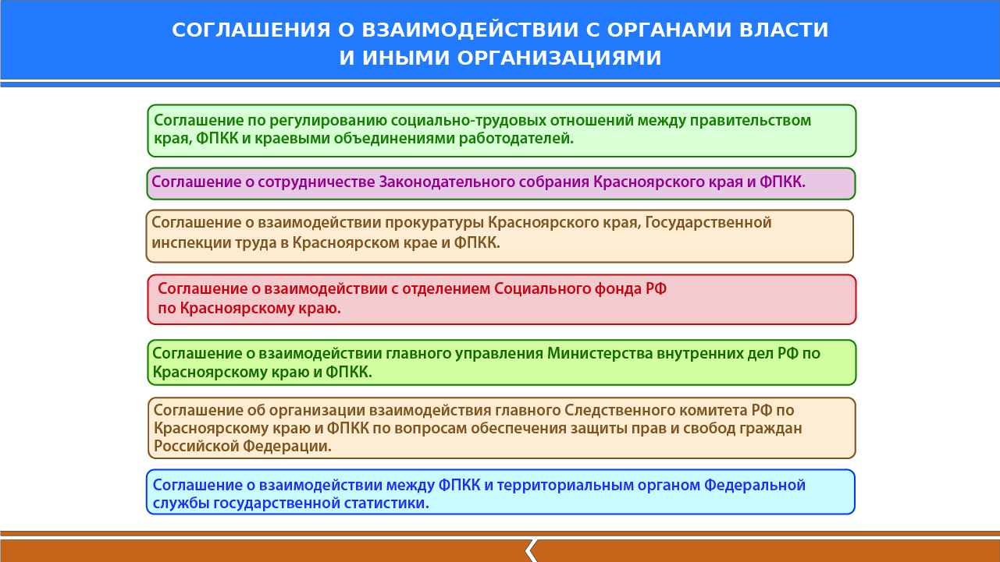 СОГЛАШЕНИЯ О ВЗАИМОДЕЙСТВИИ С ОРГАНАМИ ВЛАСТИ
И ИНЫМИ ОРГАНИЗАЦИЯМИ
Соглашение по регулированию социально-трудовых отношений между правительством
края, ФПКК и краевыми объединениями работодателей.
Соглашение о сотрудничестве Законодательного собрания Красноярского края и ФПКК.
Соглашение о взаимодействии прокуратуры Красноярского края, Государственной
инспекции труда в Красноярском крае и ФПКК.
Соглашение о взаимодействии с отделением Социального фонда РФ
по Красноярскому краю.
Соглашение о взаимодействии главного управления Министерства внутренних дел РФ по
Красноярскому краю и ФПКК.
Соглашение об организации взаимодействия главного Следственного комитета РФ по
Красноярскому краю и ФПКК по вопросам обеспечения защиты прав и свобод граждан
Российской Федерации.
Соглашение о взаимодействии между ФПКК и территориальным органом Федеральной
службы государственной статистики.